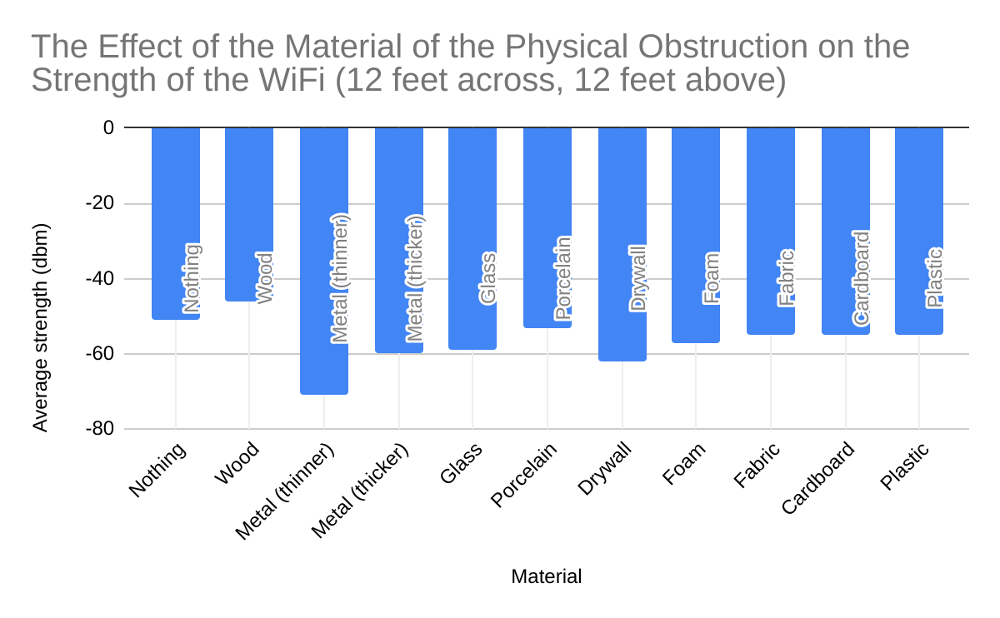 The Effect of the Material of the Physical Obstruction on the
Strength of the WiFi (12 feet across, 12 feet above)
Average strength (dbm)
0
-20
-40
-60
-80
Nothing
Wood
Metal (thinner)
Metal (thicker)
Glass
Porcelain
Drywall
Foam
Fabric
Cardboard
Plastic
Nothing
Wood
Metal (thinner)
Metal (thicker)
Glass
Porcelain
Drywall
Foam
Fabric
Cardboard
Plastic
Material